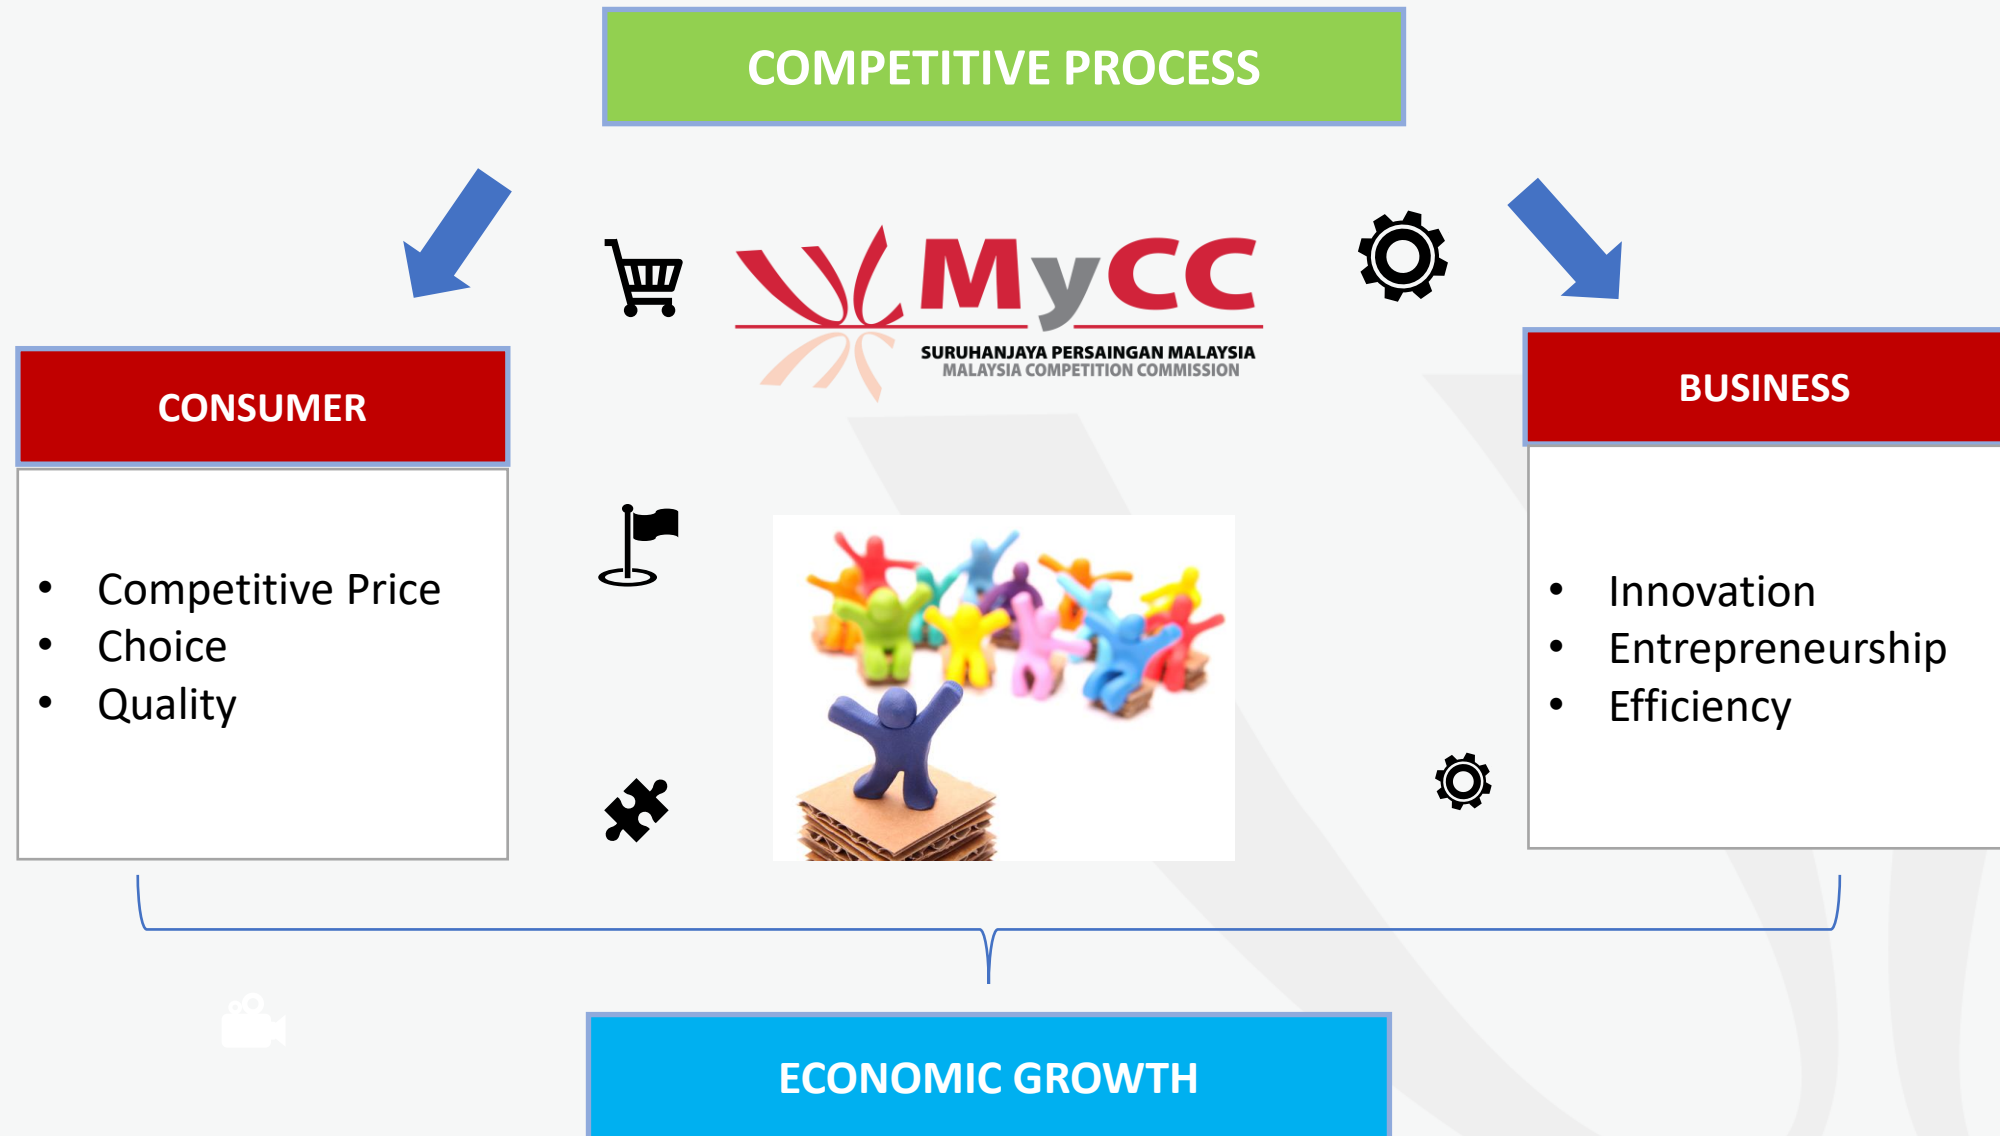 COMPETITIVE PROCESS
MyCC
SURUHANJAYA PERSAINGAN MALAYSIA
MALAYSIA COMPETITION COMMISSION
CONSUMER
• Competitive Price
• Choice
• Quality
BUSINESS
• Innovation
• Entrepreneurship
• Efficiency
ECONOMIC GROWTH